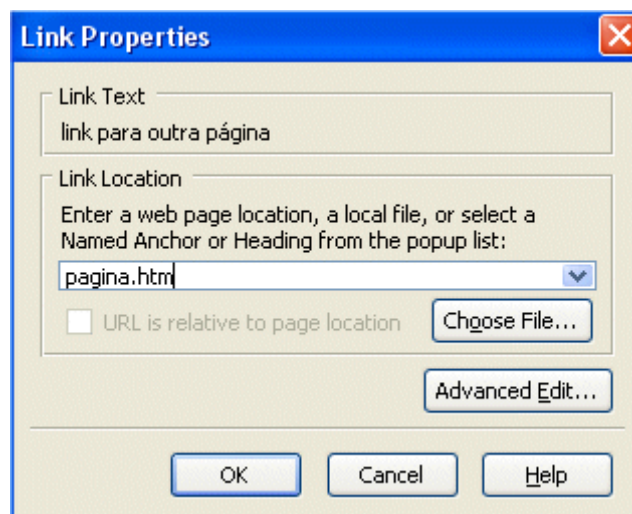 Link Properties
Link Text
link para outra página
Link Location
Enter a web page location, a local file, or select a
Named Anchor or Heading from the popup list:
pagina.htm
URL is relative to page location
Choose File...
Advanced Edit...
OK
Cancel
Help